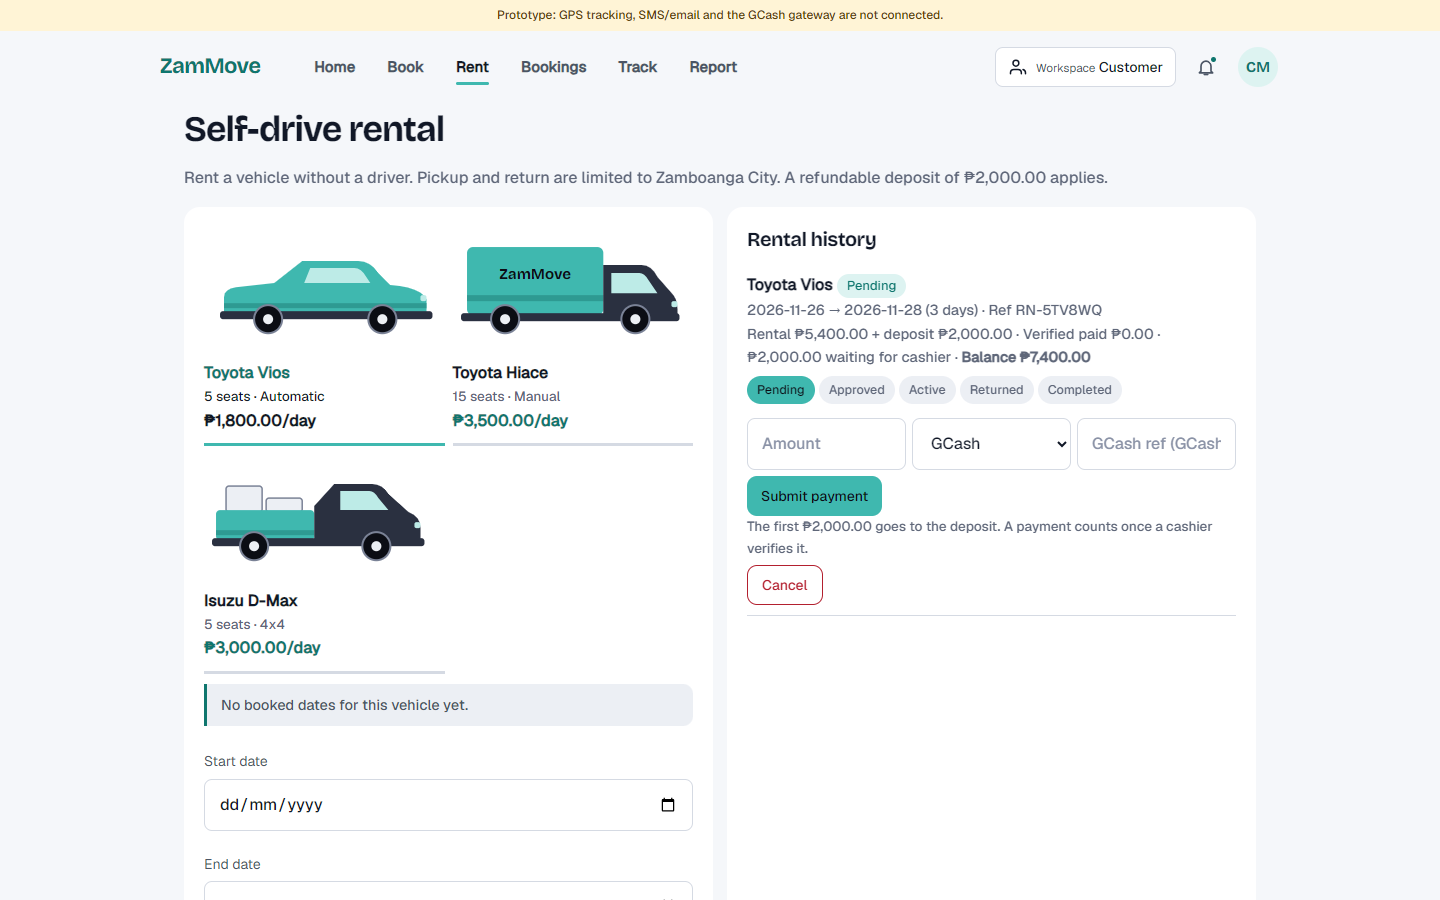 Prototype: GPS tracking, SMS/email and the GCash gateway are not connected.
ZamMove
Home
Book
Rent
Bookings
Track
Report
Workspace Customer
CM
Self-drive rental
Rent a vehicle without a driver. Pickup and return are limited to Zamboanga City. A refundable deposit of ₱2,000.00 applies.
Toyota Vios
5 seats · Automatic
₱1,800.00/day
ZamMove
Toyota Hiace
15 seats · Manual
₱3,500.00/day
Isuzu D-Max
5 seats · 4x4
₱3,000.00/day
No booked dates for this vehicle yet.
Start date
dd/mm/yyyy
End date
Rental history
Toyota Vios Pending
2026-11-26 → 2026-11-28 (3 days) · Ref RN-5TV8WQ
Rental ₱5,400.00 + deposit ₱2,000.00 · Verified paid ₱0.00 ·
₱2,000.00 waiting for cashier · Balance ₱7,400.00
Pending
Approved
Active
Returned
Completed
Amount
GCash
GCash ref (GCash
Submit payment
The first ₱2,000.00 goes to the deposit. A payment counts once a cashier
verifies it.
Cancel